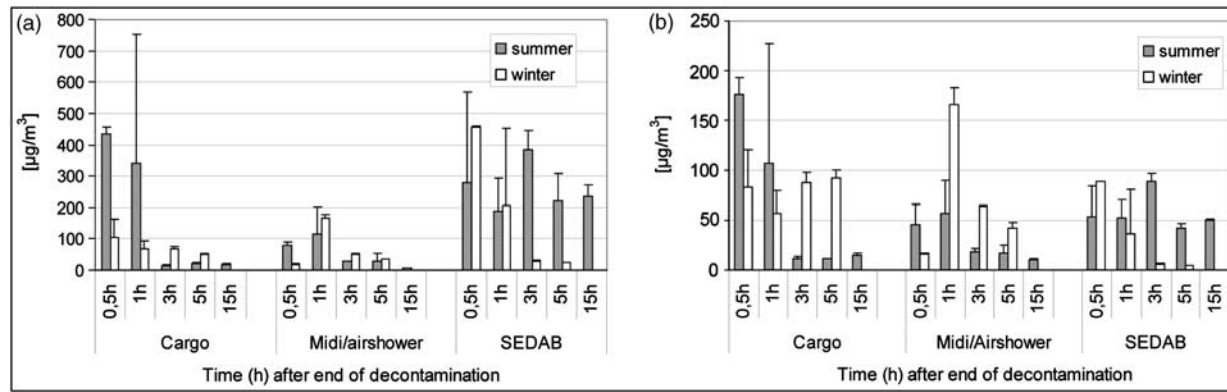 (a)
[µg/m³]
800
700
600
500
400
300
200
100
0
summer
winter
0,5h 1h 3h 5h 15h 0,5h 1h 3h 5h 15h 0,5h 1h 3h 5h 15h
Cargo Midi/airshower SEDAB
Time (h) after end of decontamination
(b)
[µg/m³]
250
200
150
100
50
0
summer
winter
0,5h 1h 3h 5h 15h 0,5h 1h 3h 5h 15h 0,5h 1h 3h 5h 15h
Cargo Midi/Airshower SEDAB
Time (h) after end of decontamination